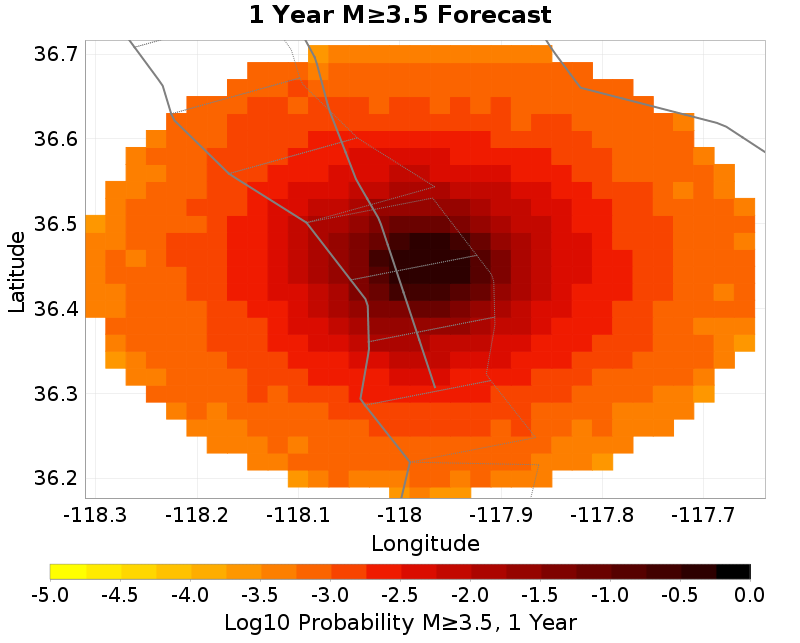 1 Year M≥3.5 Forecast
36.7
36.6
36.5
36.4
36.3
36.2
Latitude
-118.3 -118.2 -118.1 -118 -117.9 -117.8 -117.7
Longitude
-5.0 -4.5 -4.0 -3.5 -3.0 -2.5 -2.0 -1.5 -1.0 -0.5 0.0
Log10 Probability M≥3.5, 1 Year